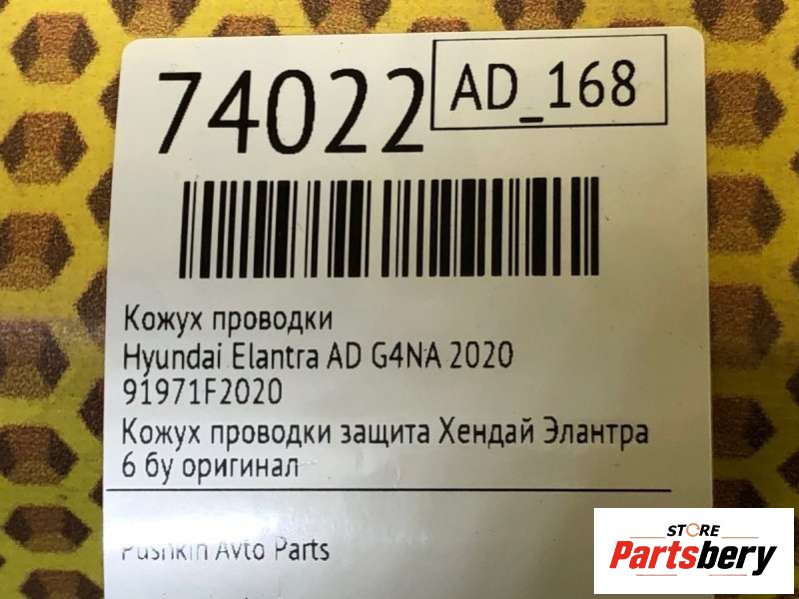 74022
AD_168
Кожух проводки
Hyundai Elantra AD G4NA 2020
91971F2020
Кожух проводки защита Хендай Элантра
6 бу оригинал
Pushkin Avto Parts
STORE
Partsbery